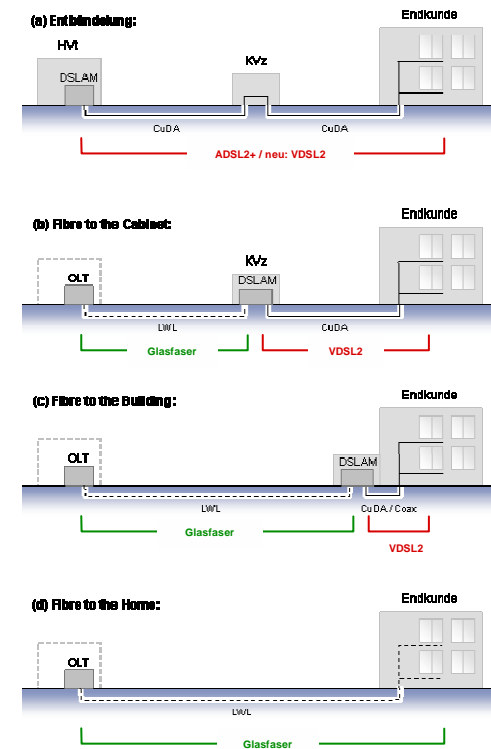 (a) Entbündelung:
Endkunde
HVt
KVz
DSLAM
CuDA
CuDA
ADSL2+ / neu: VDSL2
(b) Fibre to the Cabinet:
Endkunde
KVz
OLT
DSLAM
LWL
CuDA
Glasfaser
VDSL2
(c) Fibre to the Building:
Endkunde
OLT
DSLAM
LWL
CuDA / Coax
Glasfaser
VDSL2
(d) Fibre to the Home:
Endkunde
OLT
LWL
Glasfaser